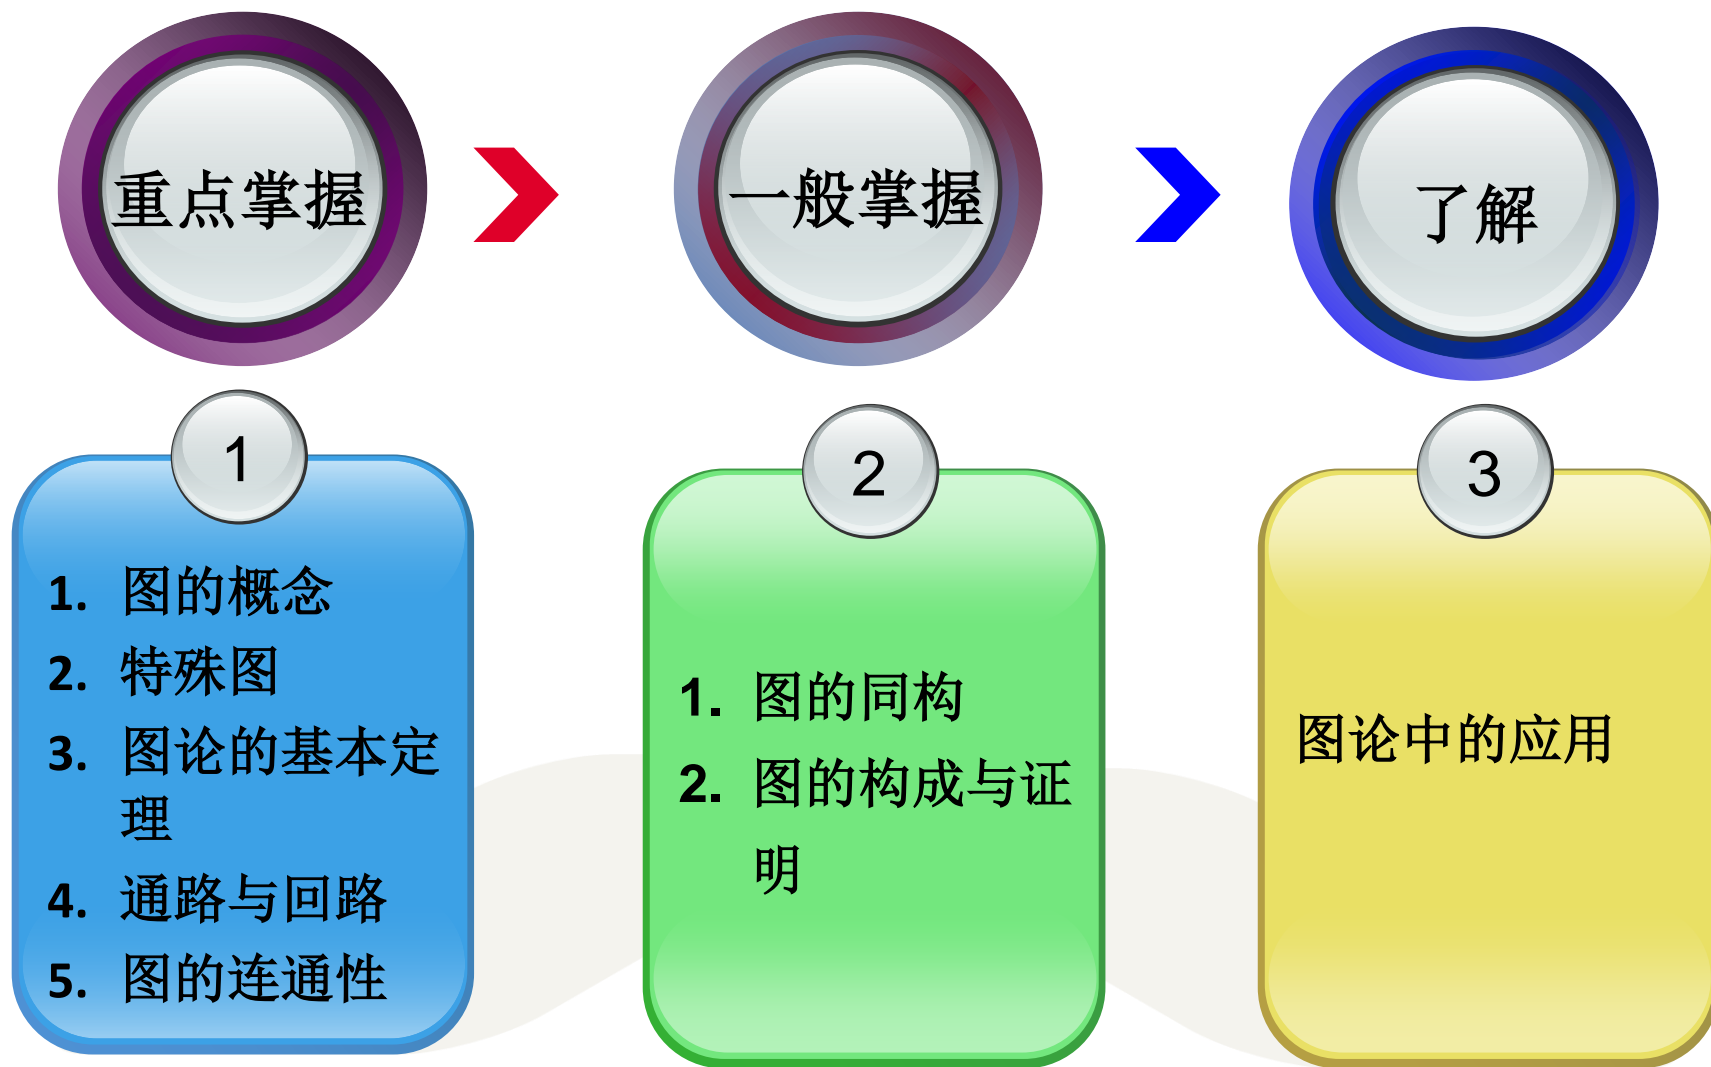 重点掌握
一般掌握
了解
1
1. 图的概念
2. 特殊图
3. 图论的基本定
理
4. 通路与回路
5. 图的连通性
2
1. 图的同构
2. 图的构成与证
明
3
图论中的应用